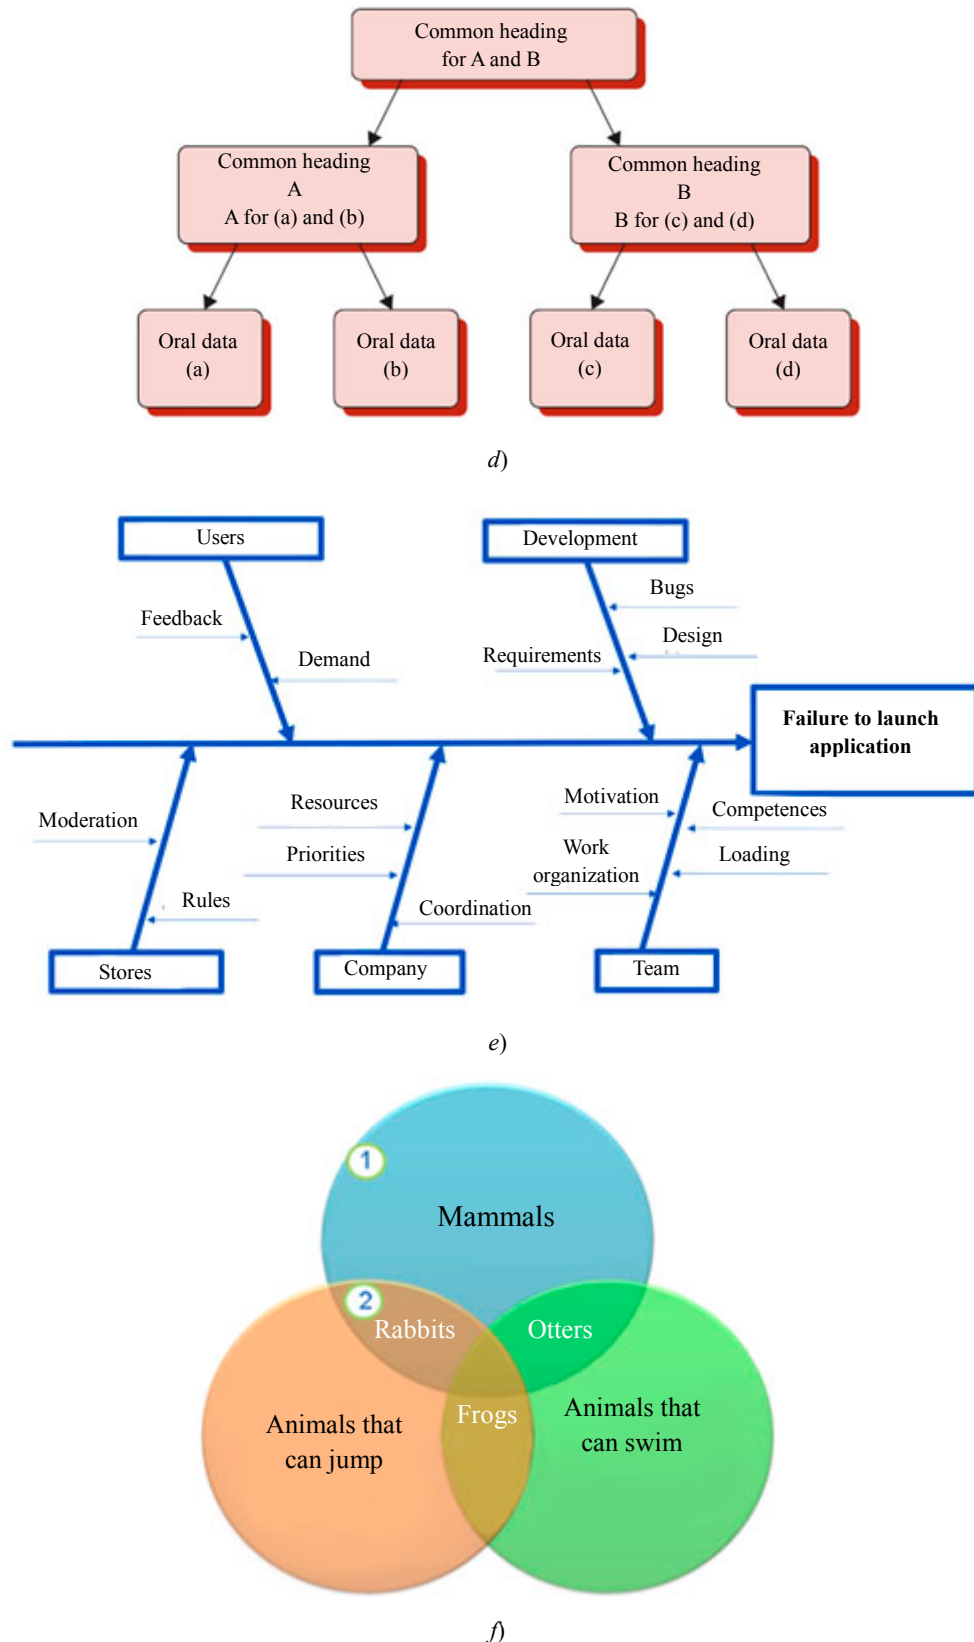 Common heading
for A and B
Common heading
A
A for (a) and (b)
Common heading
B
B for (c) and (d)
Oral data
(a)
Oral data
(b)
Oral data
(c)
Oral data
(d)
d)
Users
Development
Feedback
Demand
Bugs
Design
Requirements
Failure to launch
application
Moderation
Rules
Resources
Priorities
Coordination
Motivation
Competences
Work
organization
Loading
Stores
Company
Team
e)
1
Mammals
2
Rabbits
Otters
Frogs
Animals that
can jump
Animals that
can swim
f)